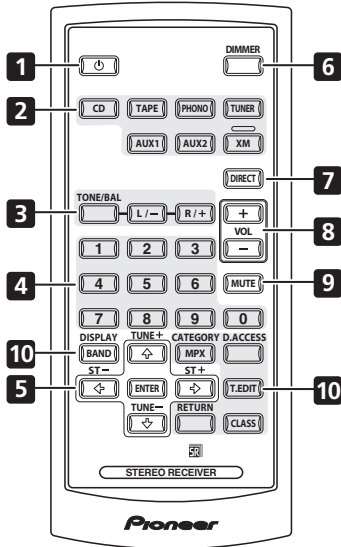 DIMMER
1
6
2
CD TAPE PHONO TUNER
AUX1 AUX2 XM
DIRECT
7
TONE/BAL
3
L / – R / +
+
VOL
–
8
1 2 3
4
4 5 6
MUTE
9
7 8 9 0
DISPLAY TUNE+ CATEGORY D.ACCESS
10
BAND MPX
ST– ST+
5
ENTER
T.EDIT
10
TUNE– RETURN
CLASS
SR
STEREO RECEIVER
Pioneer